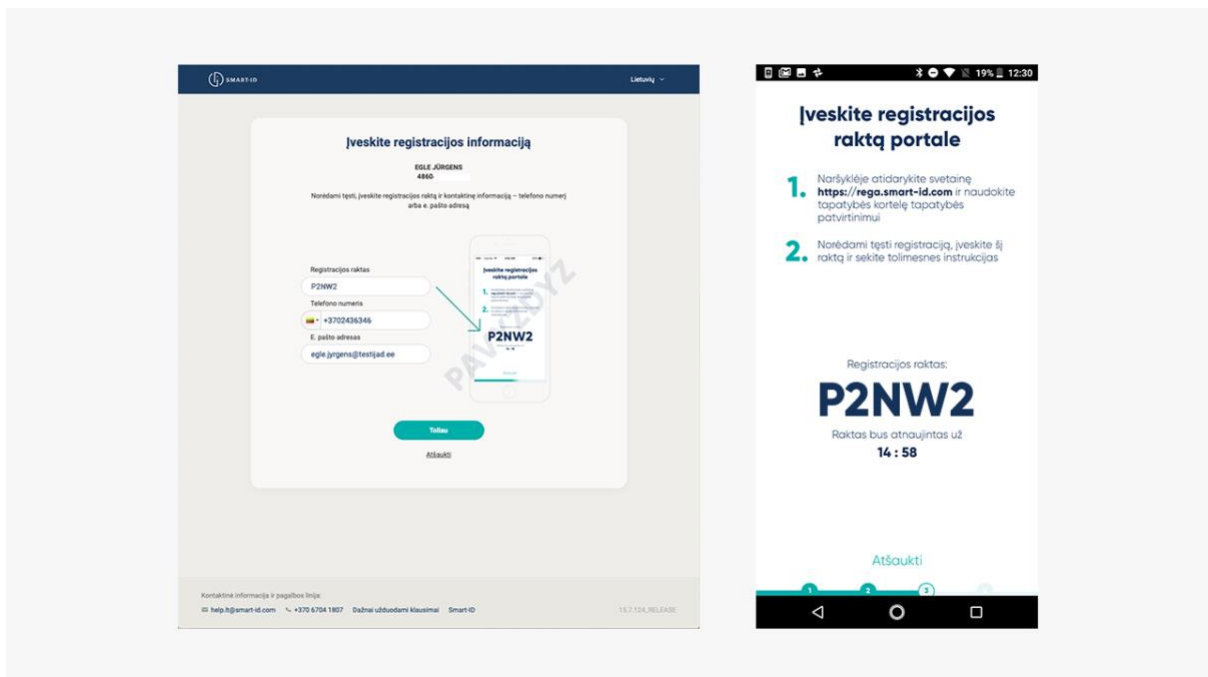 SMART-ID
Lietuvių
Įveskite registracijos informaciją
EGLE JÜRGENS
4860
Norėdami tęsti, įveskite registracijos raktą ir kontaktinę informaciją – telefono numerį
arba e. pašto adresą
Registracijos raktas
P2NW2
Telefono numeris
+3702436346
E. pašto adresas
egle.jyrgens@testijad.ee
Įveskite registracijos
raktą portale
1.
2.
P2NW2
Toliau
Atšaukti
Kontaktinė informacija ir pagalbos linija:
help.lt@smart-id.com +370 6704 1807 Dažnai užduodami klausimai Smart-ID
19% 12:30
Įveskite registracijos
raktą portale
1. Naršyklėje atidarykite svetainę
https://rega.smart-id.com ir naudokite
tapatybės kortelę tapatybės
patvirtinimui
2. Norėdami tęsti registraciją, įveskite šį
raktą ir sekite tolimesnes instrukcijas
Registracijos raktas:
P2NW2
Raktas bus atnaujintas už
14 : 58
Atšaukti
1 2 3